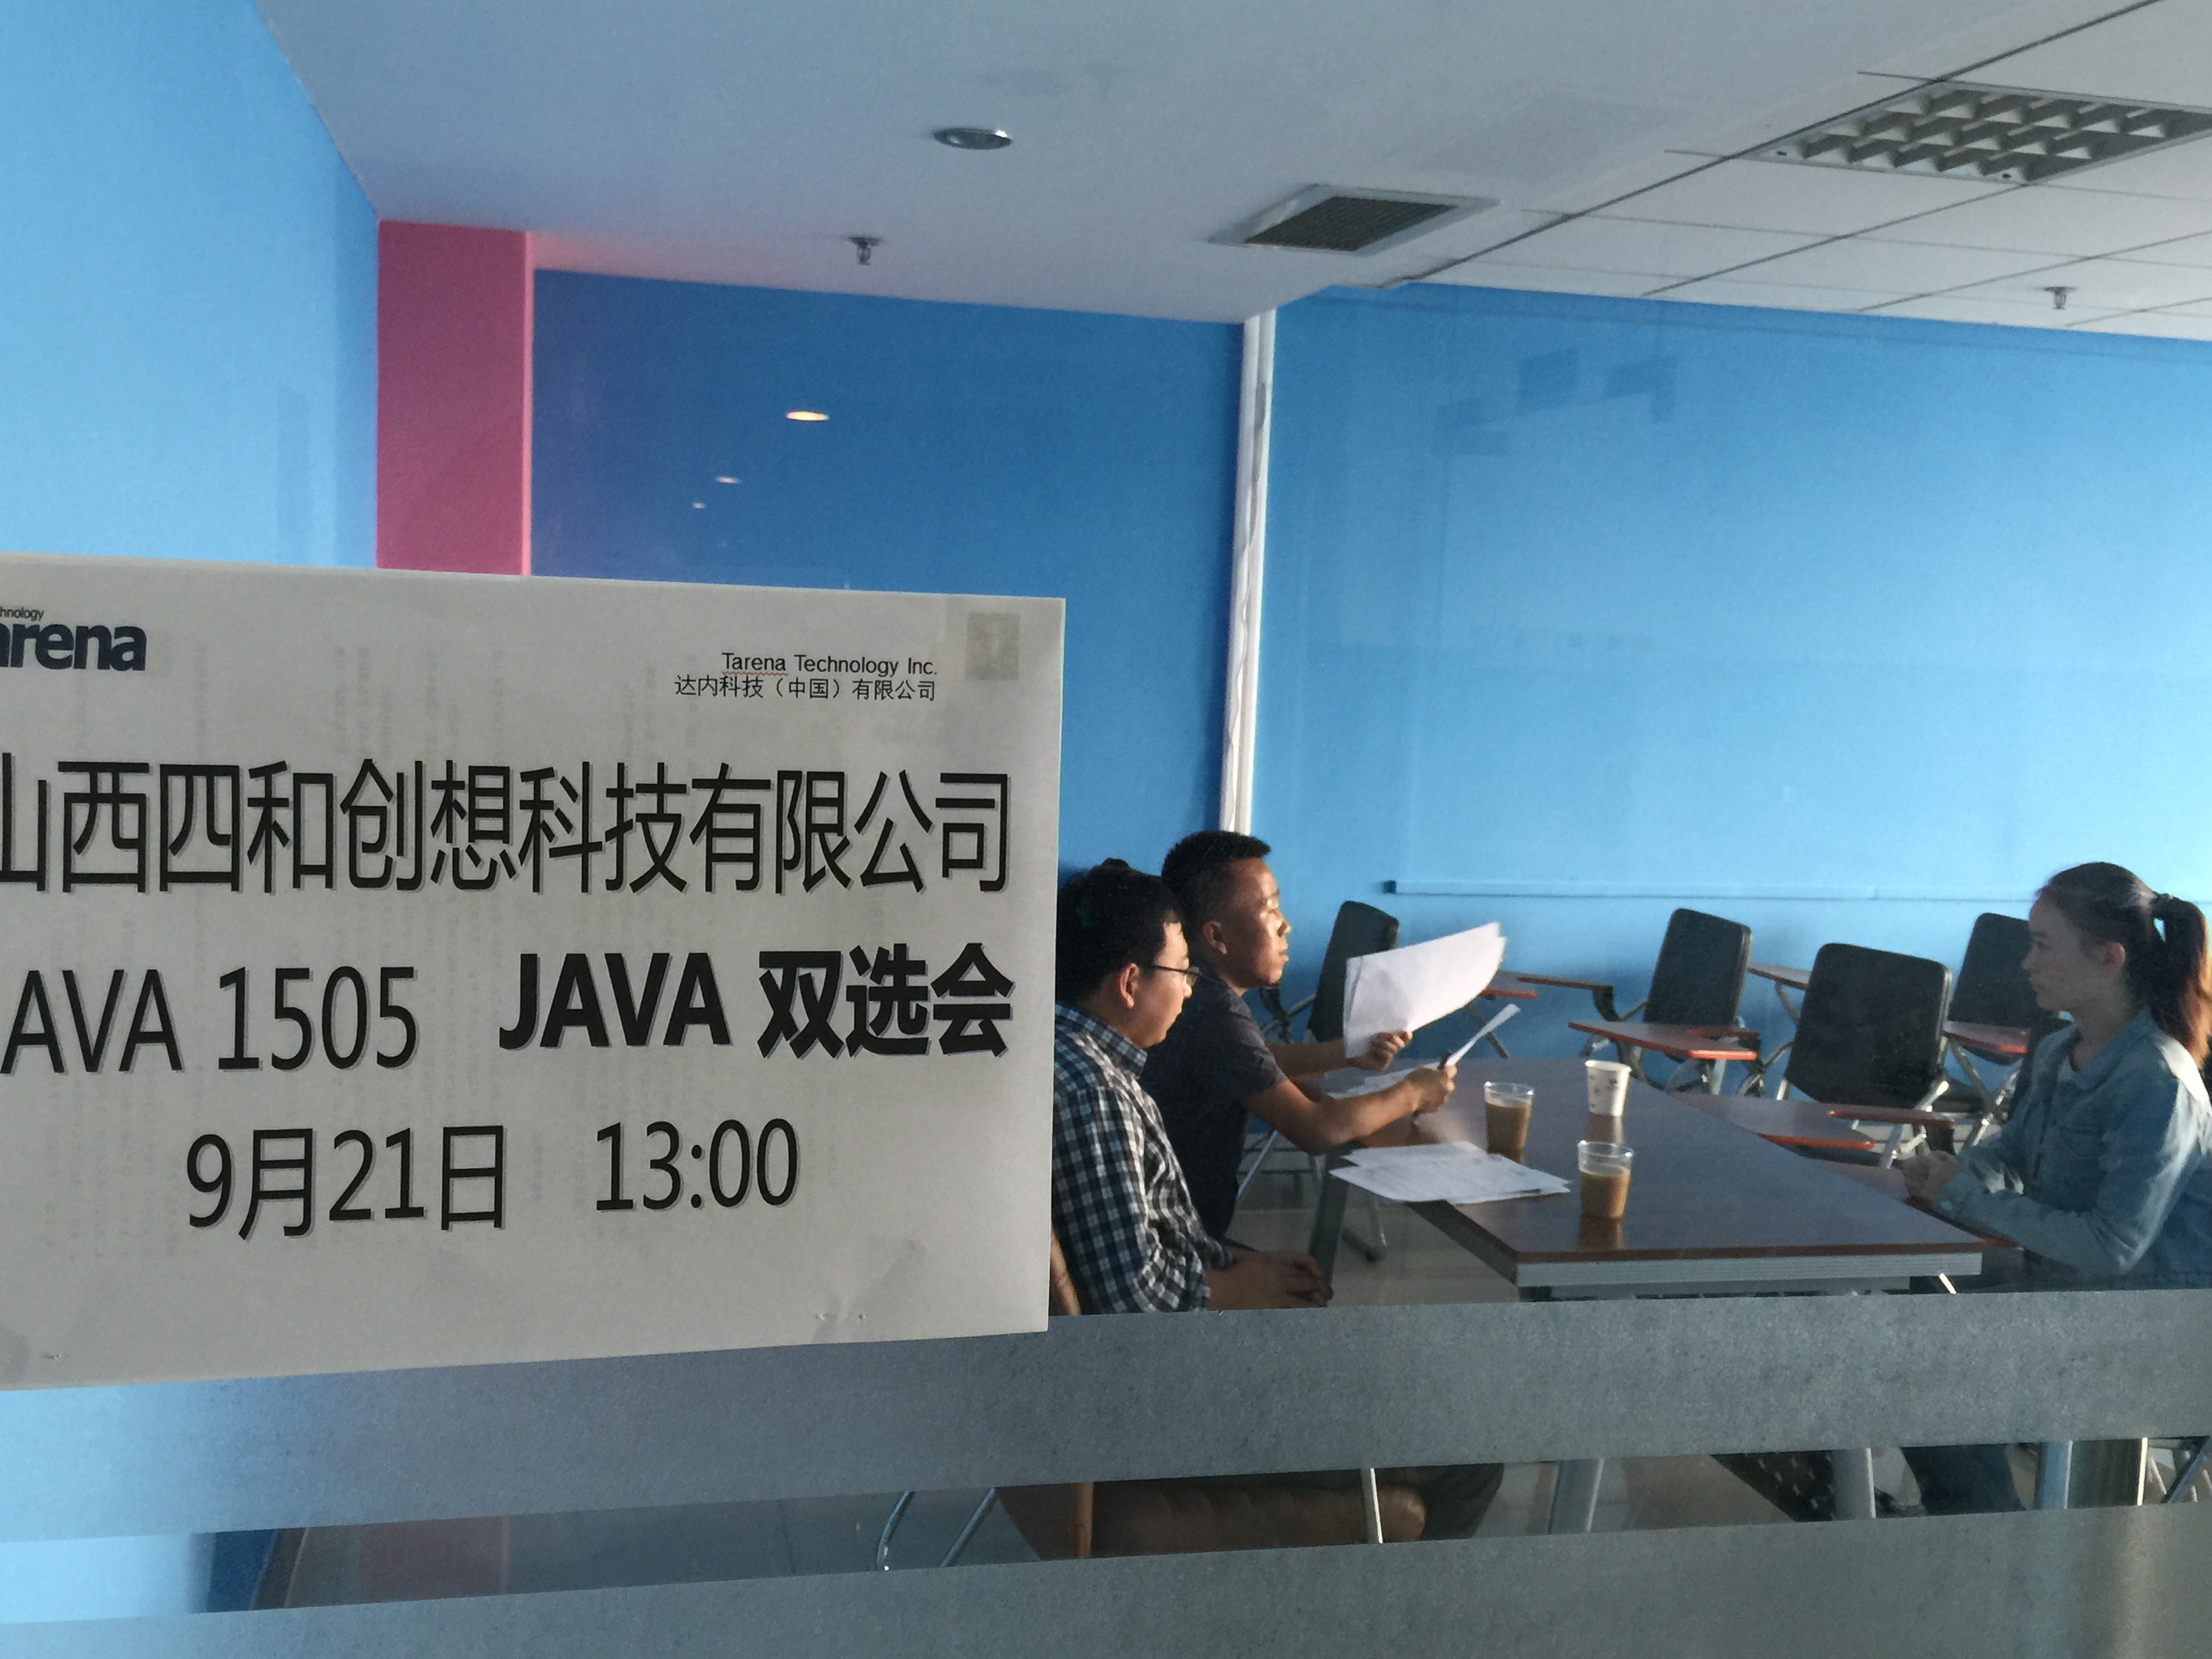 chnology
arena
Tarena Technology Inc.
达内科技（中国）有限公司
山西四和创想科技有限公司
AVA 1505 JAVA 双选会
9月21日 13:00